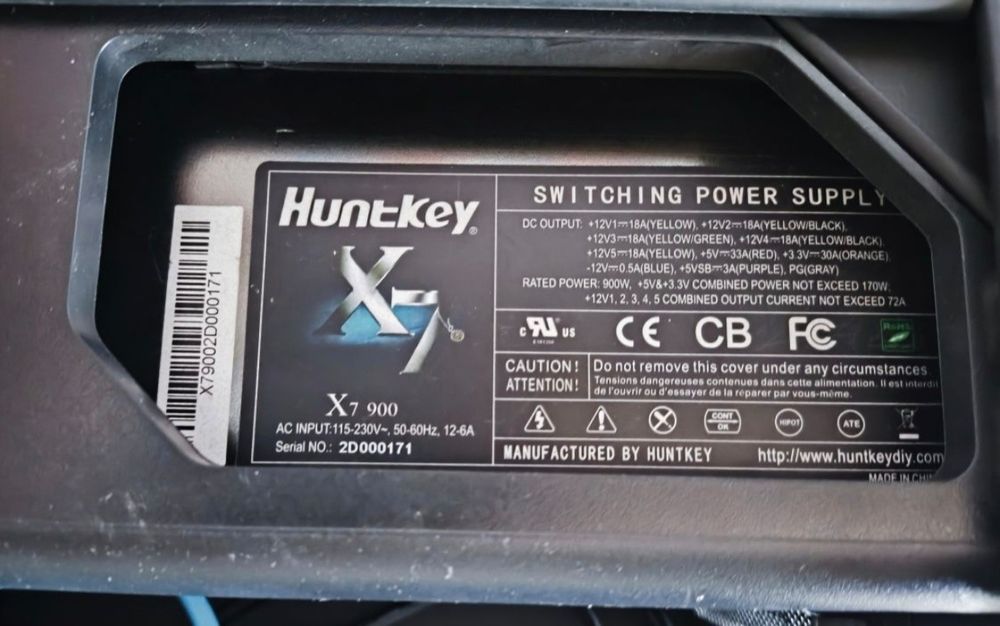 X79002D000171
Huntkey®
X7
X7 900
AC INPUT:115-230V~, 50-60Hz, 12-6A
Serial NO.: 2D000171
SWITCHING POWER SUPPLY
DC OUTPUT: +12V1⎓18A(YELLOW), +12V2⎓18A(YELLOW/BLACK),
+12V3⎓18A(YELLOW/GREEN), +12V4⎓18A(YELLOW/BLACK),
+12V5⎓18A(YELLOW), +5V⎓33A(RED), +3.3V⎓30A(ORANGE),
-12V⎓0.5A(BLUE), +5VSB⎓3A(PURPLE), PG(GRAY)
RATED POWER: 900W, +5V&+3.3V COMBINED POWER NOT EXCEED 170W,
+12V1, 2, 3, 4, 5 COMBINED OUTPUT CURRENT NOT EXCEED 72A
c RU US CE CB FC RoHS
CAUTION! Do not remove this cover under any circumstances
ATTENTION! Tensions dangereuses contenues dans cette alimentation. Il est interdit
de l'ouvrir ou d'essayer de la réparer par vous-même.
CONT OK HIPOT ATE
MANUFACTURED BY HUNTKEY http://www.huntkeydiy.com
MADE IN CHIN